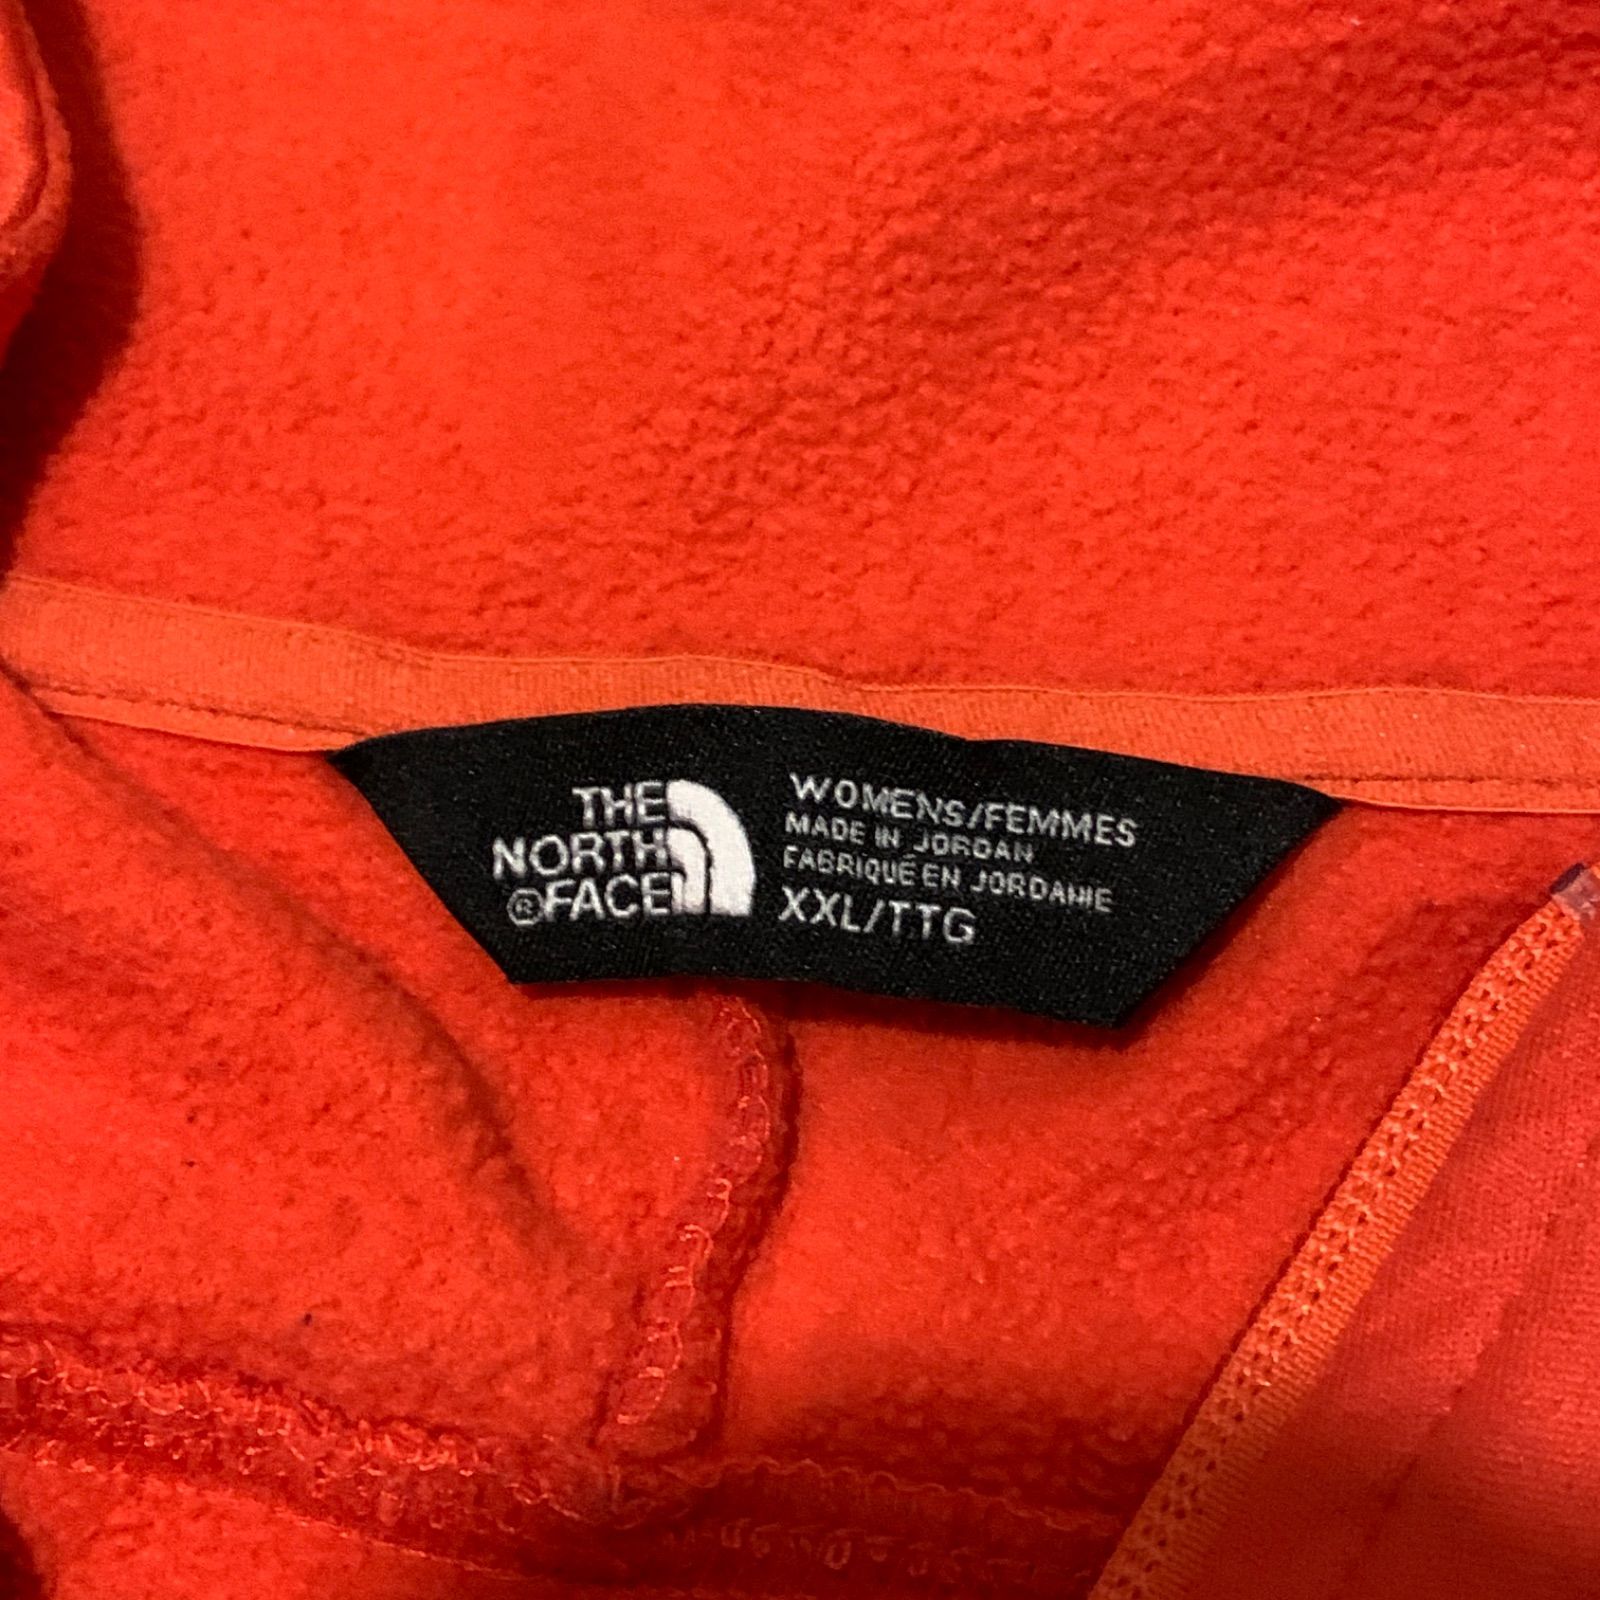 THE
NORTH
®FACE
WOMENS/FEMMES
MADE IN JORDAN
FABRIQUÉ EN JORDANIE
XXL/TTG